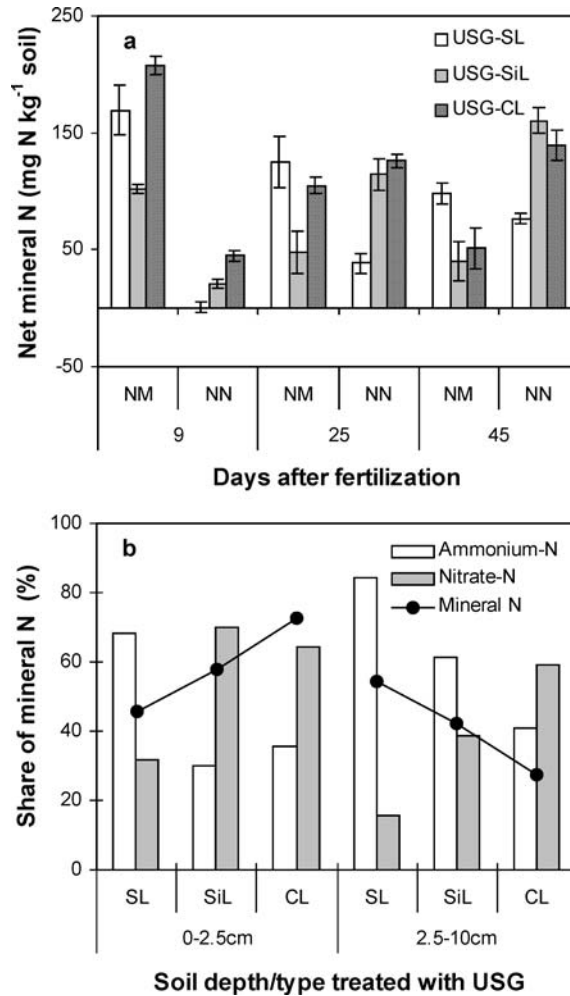 a
USG-SL
USG-SiL
USG-CL
Net mineral N (mg N kg⁻¹ soil)
150
50
-50
NM NN NM NN NM NN
9 25 45
Days after fertilization
b
Ammonium-N
Nitrate-N
Mineral N
Share of mineral N (%)
100
80
60
40
20
0
SL SiL CL SL SiL CL
0-2.5cm 2.5-10cm
Soil depth/type treated with USG